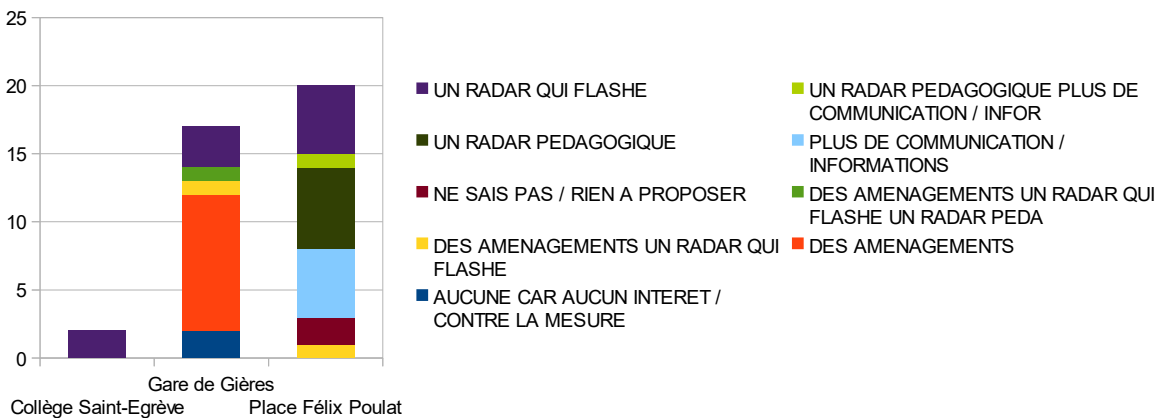 25
20
15
10
5
0
Collège Saint-Egrève
Gare de Gières
Place Félix Poulat
UN RADAR QUI FLASHE
UN RADAR PEDAGOGIQUE PLUS DE
COMMUNICATION / INFOR
UN RADAR PEDAGOGIQUE
PLUS DE COMMUNICATION /
INFORMATIONS
NE SAIS PAS / RIEN A PROPOSER
DES AMENAGEMENTS UN RADAR QUI
FLASHE UN RADAR PEDA
DES AMENAGEMENTS UN RADAR QUI
FLASHE
DES AMENAGEMENTS
AUCUNE CAR AUCUN INTERET /
CONTRE LA MESURE